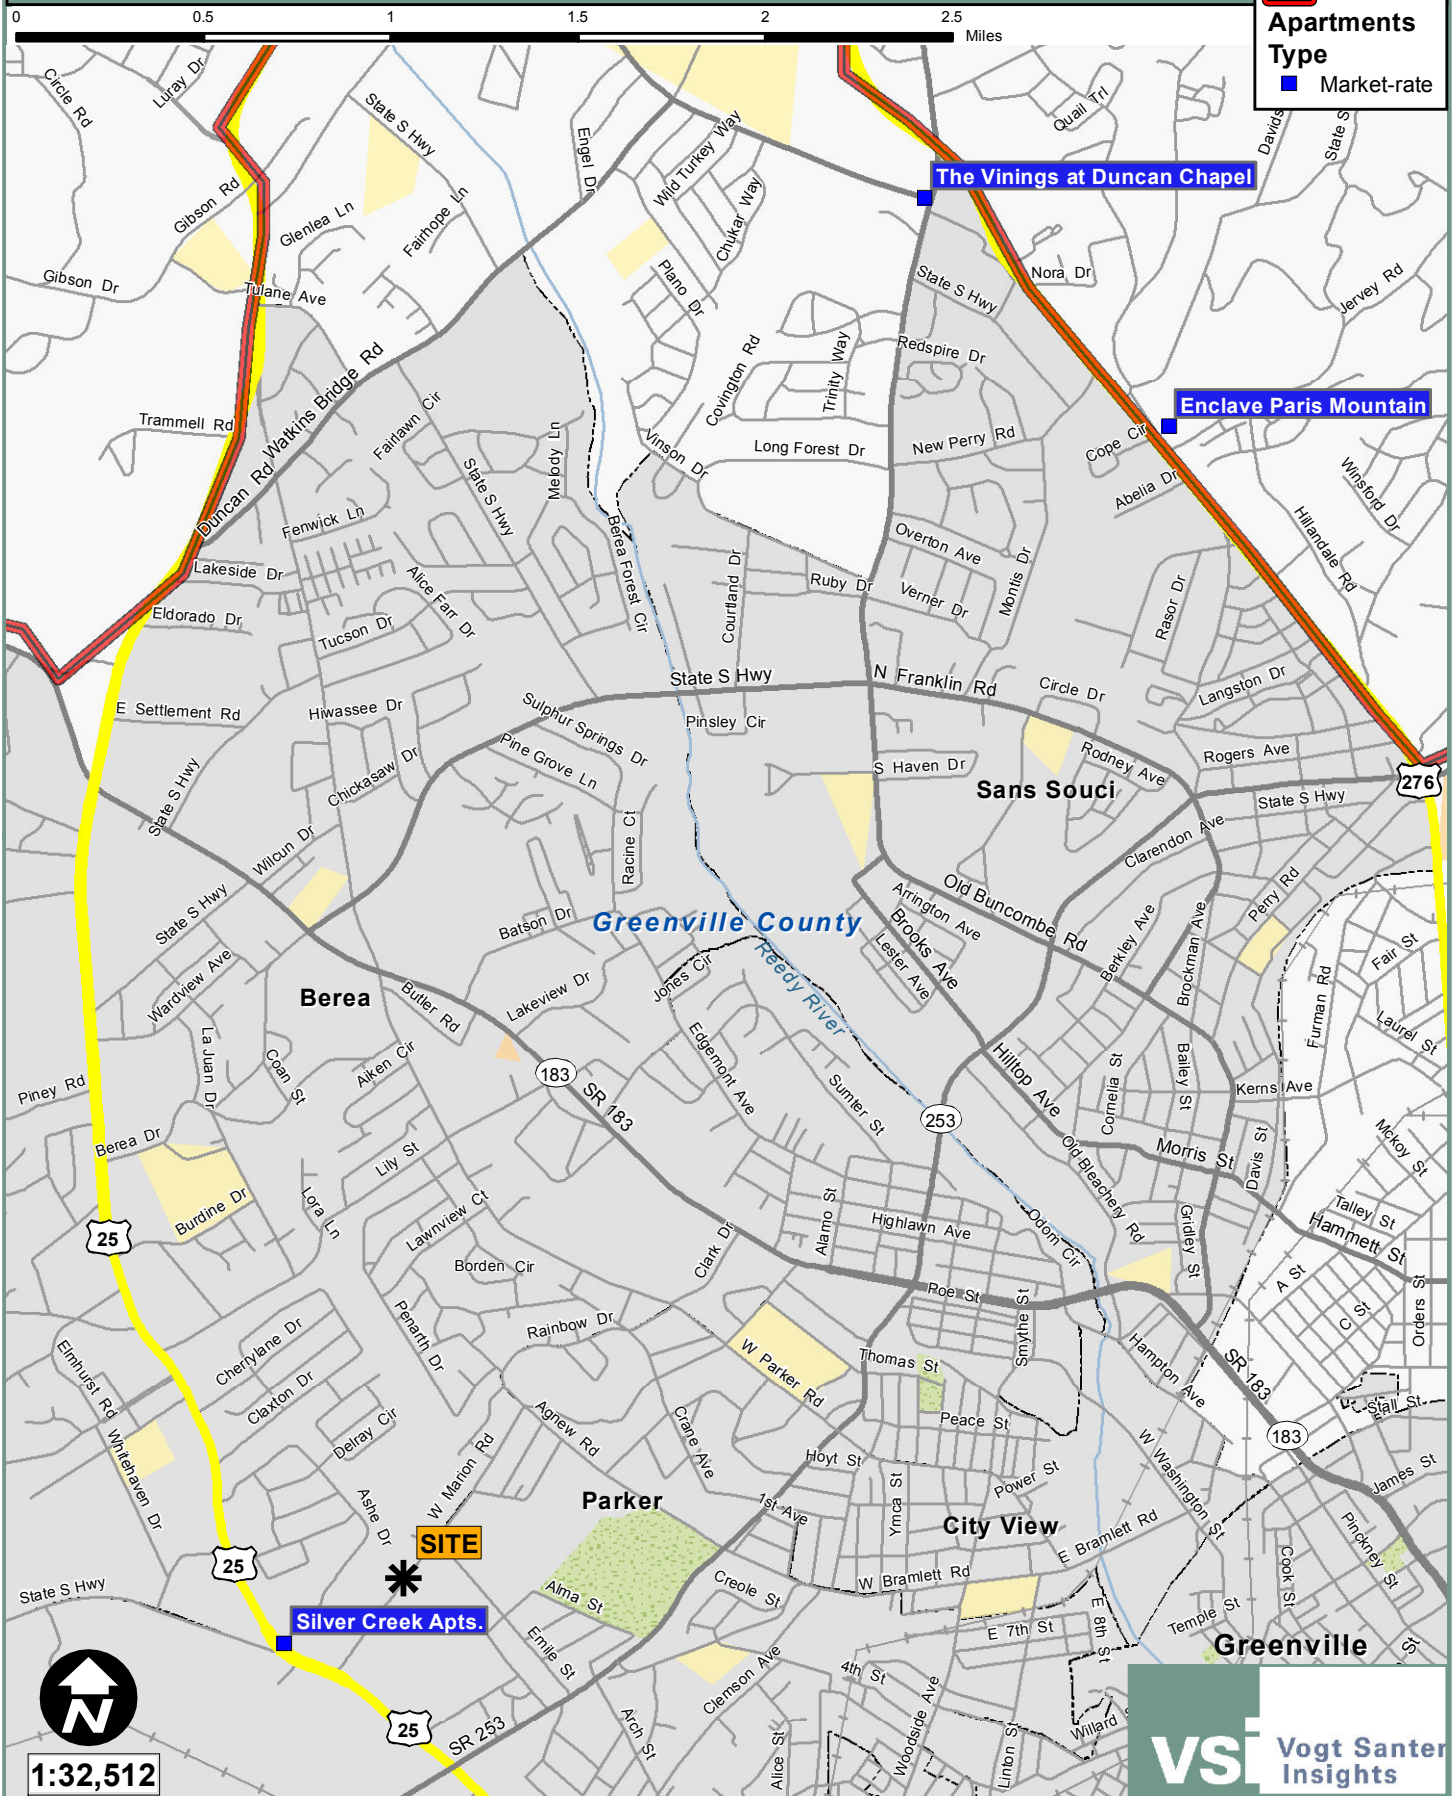 0 0.5 1 1.5 2 2.5
Miles
Apartments
Type
Market-rate
Circle Rd
Luray Dr
State S Hwy
Engel Dr
Wild Turkey Way
Chukar Way
Quail Trl
Davids
State S
The Vinings at Duncan Chapel
Gibson Rd
Glenlea Ln
Fairhope Ln
Plano Dr
Gibson Dr
Tulane Ave
State S Hwy
Nora Dr
Jervey Rd
Watkins Bridge Rd
Covington Rd
Trinity Way
Redspire Dr
Enclave Paris Mountain
Trammell Rd
Fairlawn Cir
Melody Ln
Vinson Dr
Long Forest Dr
New Perry Rd
Cope Cir
Abelia Dr
Winsford Dr
Duncan Rd
State S Hwy
Fenwick Ln
Berea Forest Cir
Overton Ave
Hillandale Rd
Lakeside Dr
Alice Farr Dr
Courtland Dr
Ruby Dr
Verner Dr
Montis Dr
Rasor Dr
Eldorado Dr
Tucson Dr
State S Hwy
N Franklin Rd
Circle Dr
Langston Dr
E Settlement Rd
Hiwassee Dr
Sulphur Springs Dr
Pinsley Cir
Pine Grove Ln
Chickasaw Dr
S Haven Dr
Rodney Ave
Rogers Ave
276
Sans Souci
State S Hwy
State S Hwy
Wilcun Dr
Racine Ct
Clarendon Ave
State S Hwy
Batson Dr
Greenville County
Arrington Ave
Old Buncombe Rd
Perry Rd
Brooks Ave
Lester Ave
Berkley Ave
Brockman Ave
Fair St
Wardview Ave
Berea
Butler Rd
Lakeview Dr
Jones Cir
Reedy River
Furman Rd
Laurel St
La Juan Dr
Coan St
Aiken Cir
183
SR 183
Edgemont Ave
Sumter St
253
Hilltop Ave
Cornelia St
Bailey St
Kerns Ave
Piney Rd
Berea Dr
Lily St
Old Bleachery Rd
Morris St
Davis St
Mckoy St
Burdine Dr
Lora Ln
Lawnview Ct
Clark Dr
Alamo St
Highlawn Ave
Odom Cir
Gridley St
Talley St
Hammett St
25
Borden Cir
Roe St
Smythe St
A St
C St
Orders St
Penarth Dr
Rainbow Dr
W Parker Rd
Thomas St
Hampton Ave
SR 183
Elmhurst Rd
Cherrylane Dr
Claxton Dr
Delray Cir
Agnew Rd
Crane Ave
Peace St
Stall St
183
Whitehaven Dr
Ashe Dr
W Marion Rd
Hoyt St
Power St
W Washington St
James St
Parker
1st Ave
Ymca St
City View
E Bramlett Rd
Pinckney St
SITE
25
W Bramlett Rd
Cook St
State S Hwy
Alma St
Creole St
Silver Creek Apts.
Emile St
E 7th St
E 8th St
Temple St
Greenville
St
Clemson Ave
4th St
Woodside Ave
N
25
SR 253
Arch St
Alice St
Linton St
Willard
1:32,512
vsi Vogt Santer
Insights